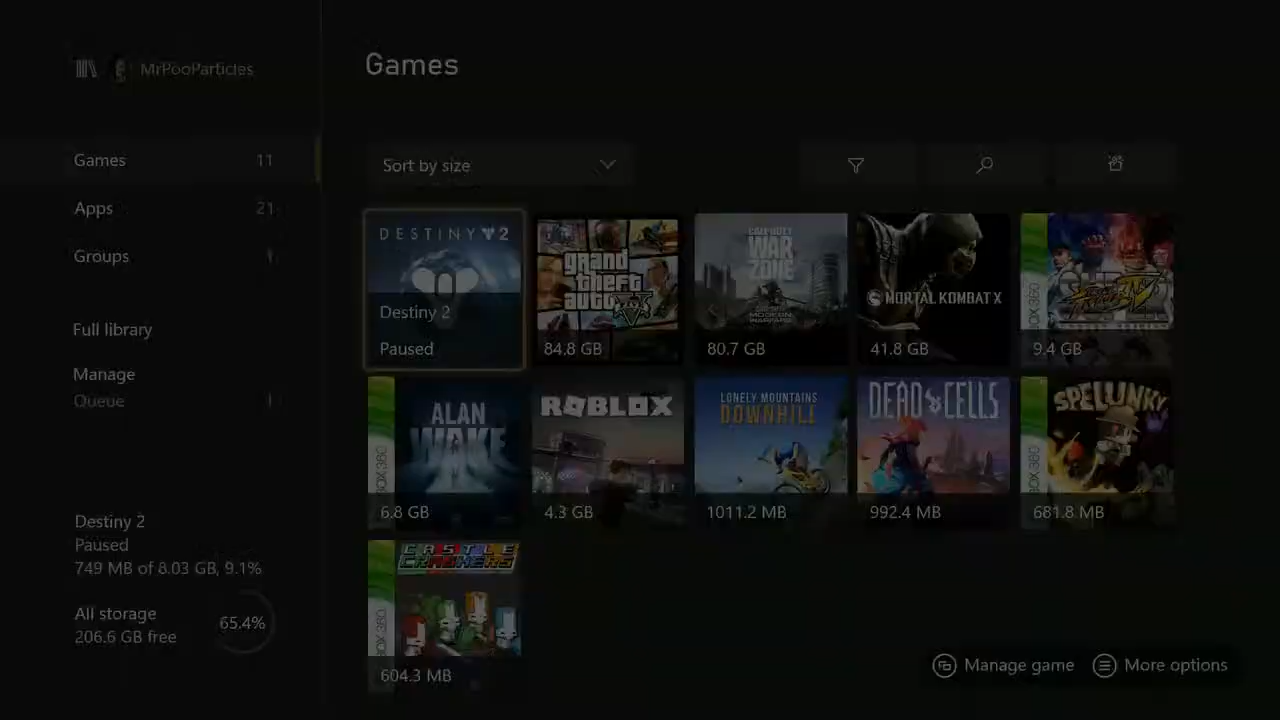 MrPooParticles
Games
Games 11
Apps 21
Groups 1
Full library
Manage
Queue 1
Destiny 2
Paused
749 MB of 8.03 GB, 9.1%
All storage
206.6 GB free
65.4%
Sort by size
DESTINY 2
Destiny 2
Paused
grand
theft
auto
V
84.8 GB
CALL OF DUTY
WAR
ZONE
MODERN
WARFARE
80.7 GB
MORTAL KOMBAT X
41.8 GB
XBOX 360
IV
9.4 GB
XBOX 360
ALAN
WAKE
6.8 GB
ROBLOX
4.3 GB
LONELY MOUNTAINS
DOWNHILL
1011.2 MB
DEAD CELLS
992.4 MB
XBOX 360
SPELUNKY
681.8 MB
XBOX 360
CASTLE
CRASHERS
604.3 MB
Manage game
More options